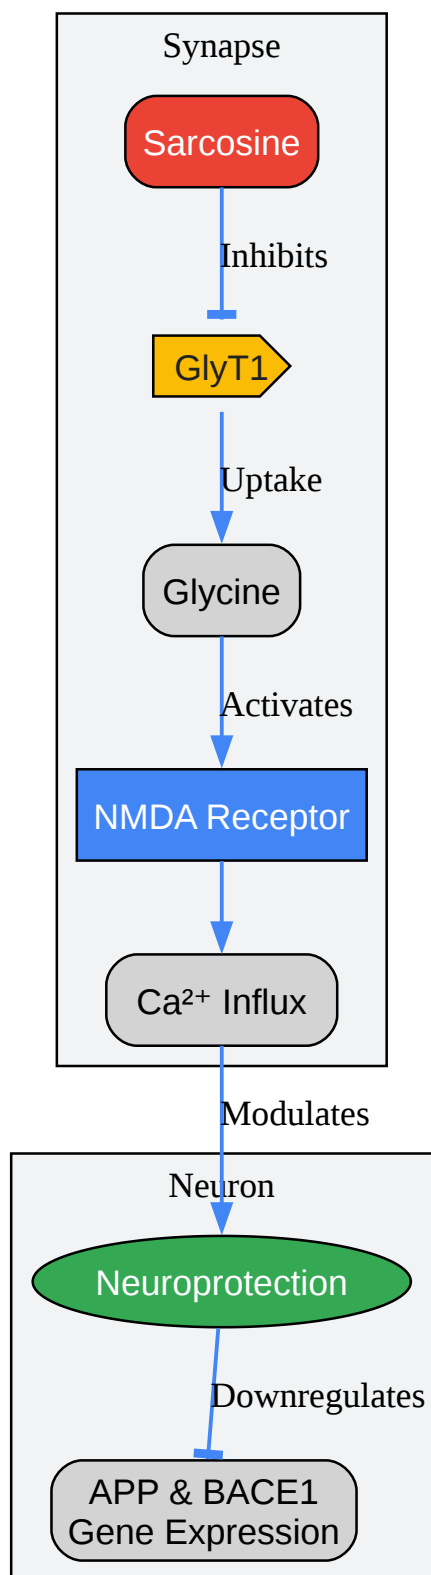 Synapse
Sarcosine
Inhibits
GlyT1
Uptake
Glycine
Activates
NMDA Receptor
Ca²⁺ Influx
Modulates
Neuron
Neuroprotection
Downregulates
APP & BACE1
Gene Expression